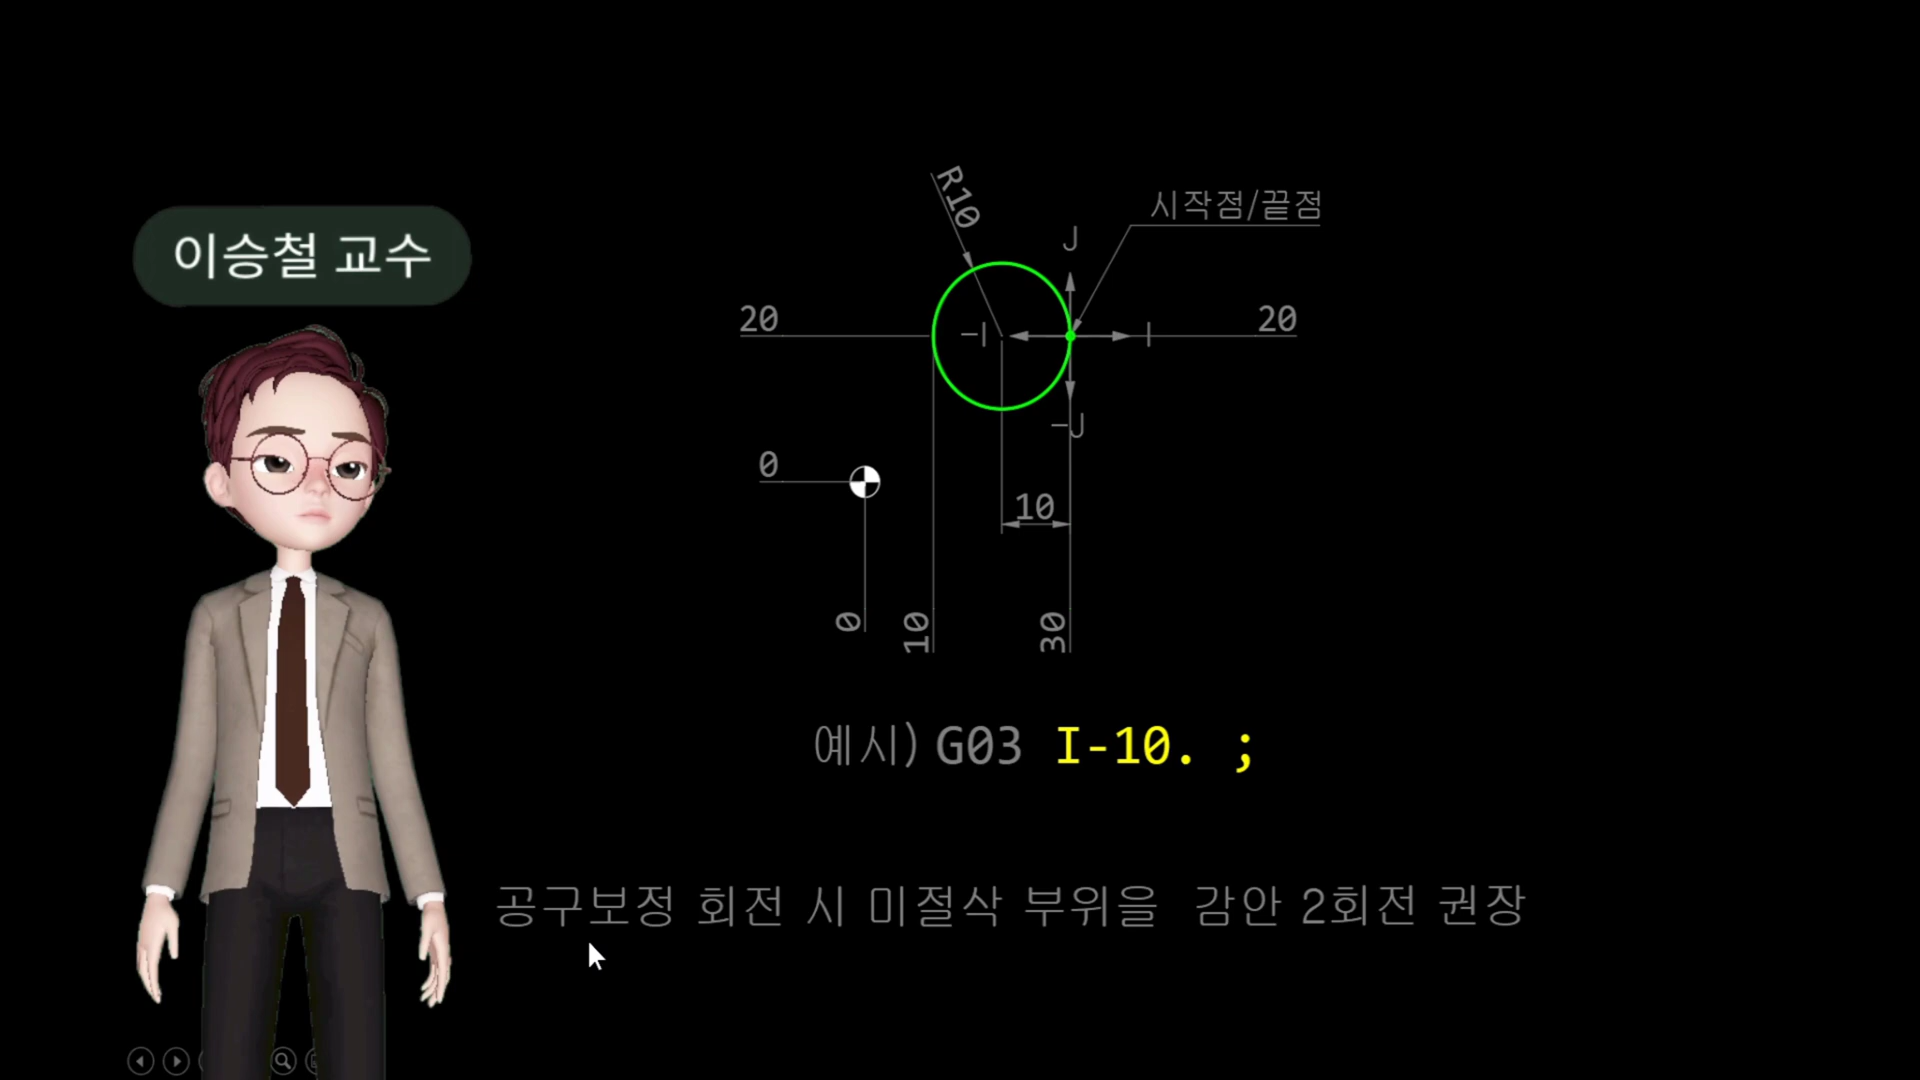 이승철 교수
R10
시작점/끝점
J
20
-I
I
20
-J
0
10
0
10
30
예시) G03 I-10. ;
공구보정 회전 시 미절삭 부위을 감안 2회전 권장